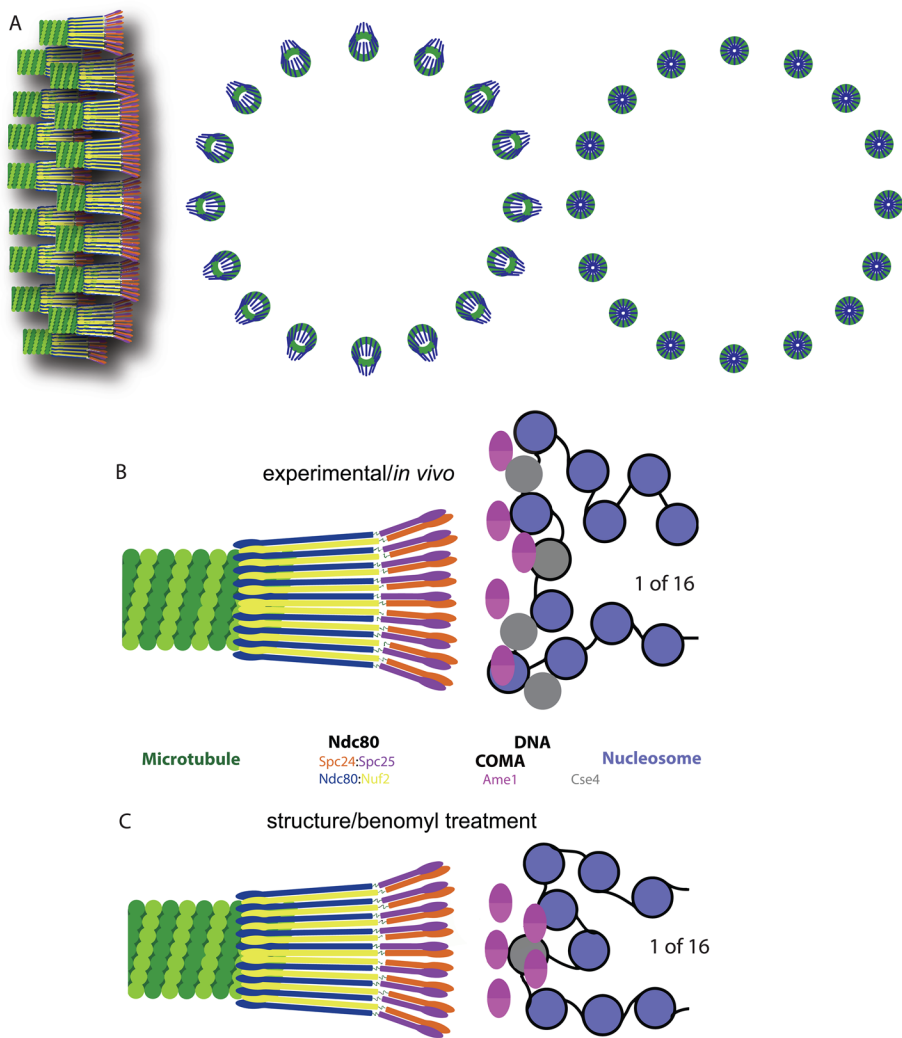 A
B
experimental/in vivo
1 of 16
Ndc80
DNA
Microtubule
Spc24:Spc25
COMA
Nucleosome
Ndc80:Nuf2
Ame1
Cse4
C
structure/benomyl treatment
1 of 16